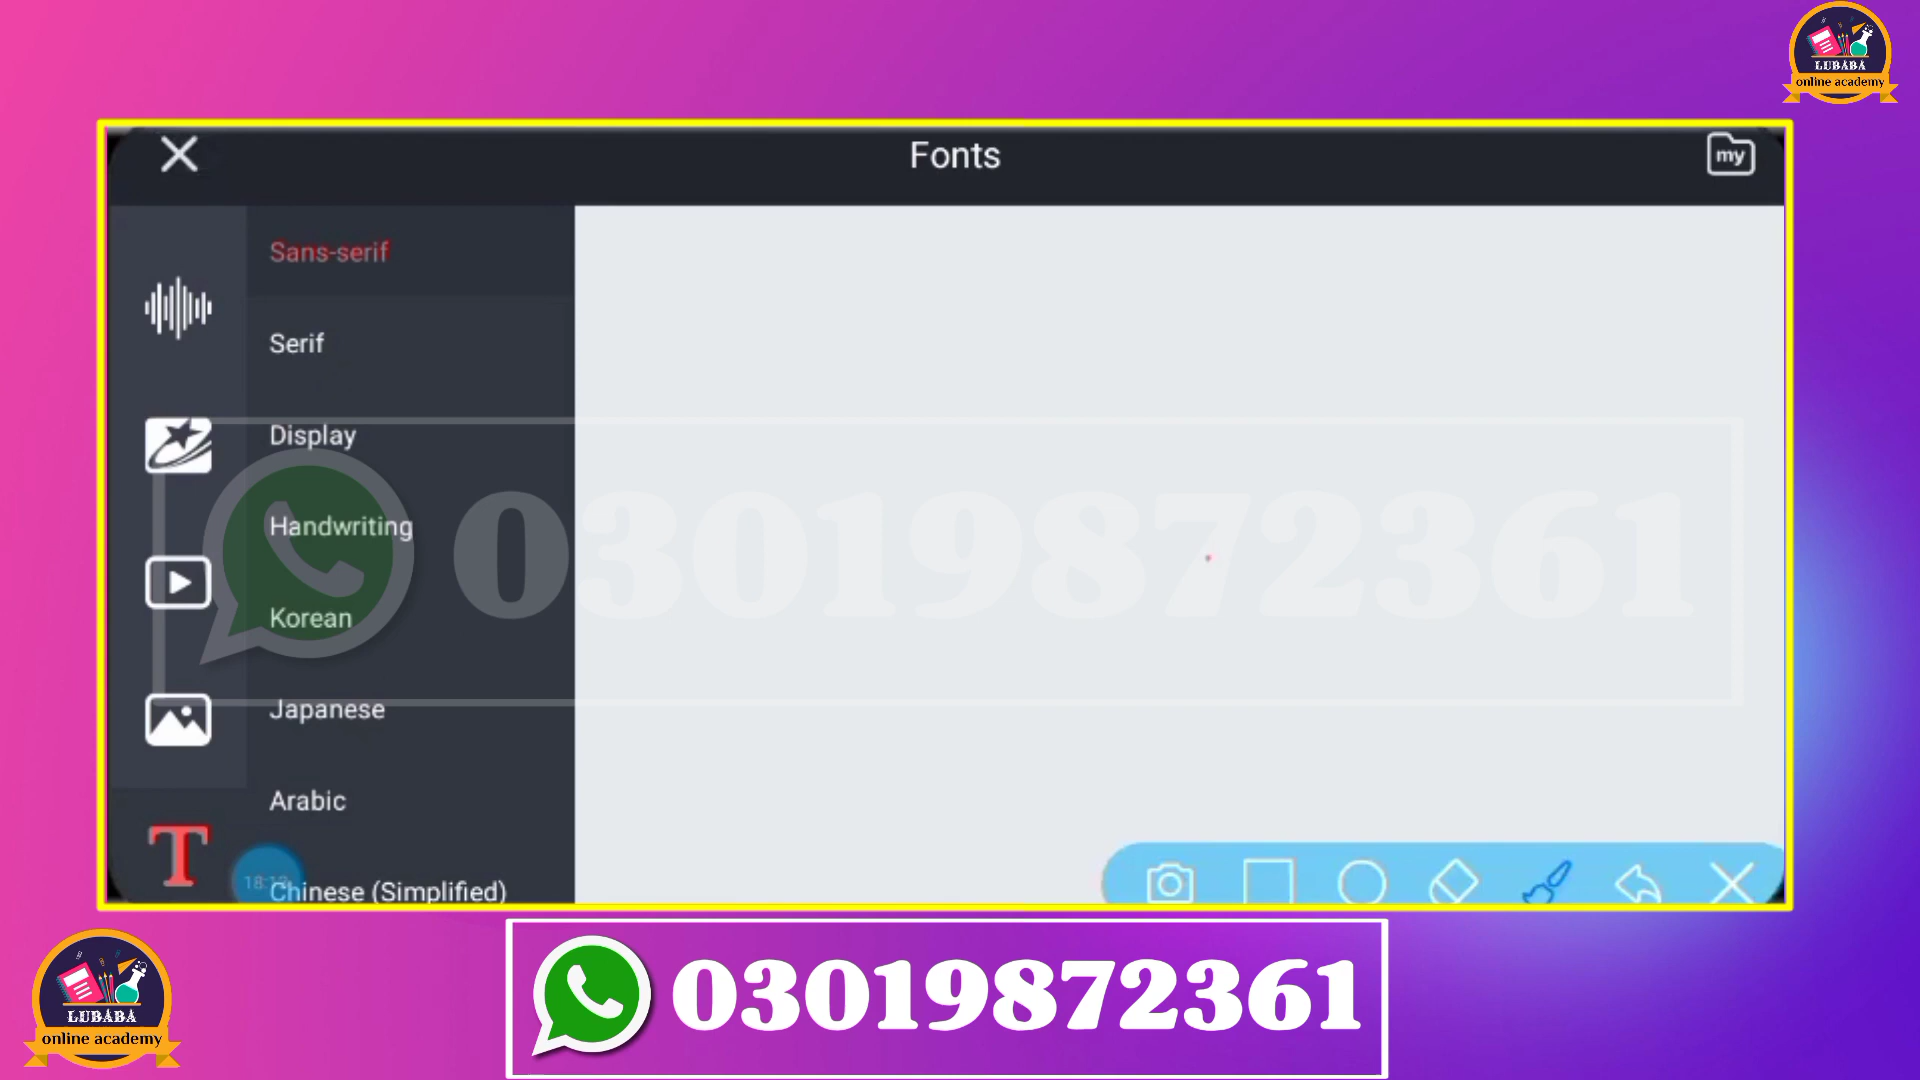 LUBABA
online academy
Fonts
my
Sans-serif
Serif
Display
Handwriting
Korean
Japanese
Arabic
Chinese (Simplified)
T
03019872361
LUBABA
online academy
03019872361